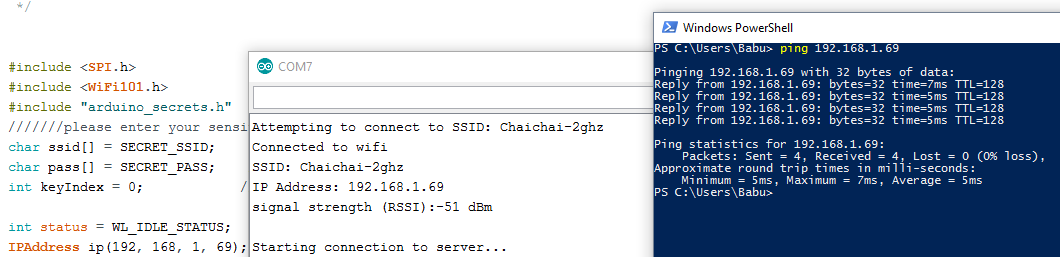 */
#include <SPI.h>
#include <WiFi101.h>
#include "arduino_secrets.h"
///////please enter your sensi
char ssid[] = SECRET_SSID;
char pass[] = SECRET_PASS;
int keyIndex = 0; /
int status = WL_IDLE_STATUS;
IPAddress ip(192, 168, 1, 69);
COM7
Attempting to connect to SSID: Chaichai-2ghz
Connected to wifi
SSID: Chaichai-2ghz
IP Address: 192.168.1.69
signal strength (RSSI):-51 dBm
Starting connection to server...
Windows PowerShell
PS C:\Users\Babu> ping 192.168.1.69
Pinging 192.168.1.69 with 32 bytes of data:
Reply from 192.168.1.69: bytes=32 time=7ms TTL=128
Reply from 192.168.1.69: bytes=32 time=5ms TTL=128
Reply from 192.168.1.69: bytes=32 time=5ms TTL=128
Reply from 192.168.1.69: bytes=32 time=5ms TTL=128
Ping statistics for 192.168.1.69:
Packets: Sent = 4, Received = 4, Lost = 0 (0% loss),
Approximate round trip times in milli-seconds:
Minimum = 5ms, Maximum = 7ms, Average = 5ms
PS C:\Users\Babu>